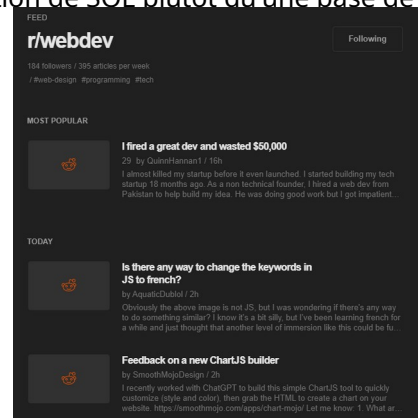 tion de SQL plutôt qu'une base de
FEED
r/webdev
Following
184 followers / 395 articles per week
/ #web-design #programming #tech
MOST POPULAR
I fired a great dev and wasted $50,000
29 by QuinnHannan1 / 16h
I almost killed my startup before it even launched. I started building my tech
startup 18 months ago. As a non technical founder, I hired a web dev from
Pakistan to help build my idea. He was doing good work but I got impatient...
TODAY
Is there any way to change the keywords in
JS to french?
by AquaticDublol / 2h
Obviously the above image is not JS, but I was wondering if there's any way
to do something similar? I know it's a bit silly, but I've been learning french for
a while and just thought that another level of immersion like this could be fu...
Feedback on a new ChartJS builder
by SmoothMojoDesign / 2h
I recently worked with ChatGPT to build this simple ChartJS tool to quickly
customize (style and color), then grab the HTML to create a chart on your
website. https://smoothmojo.com/apps/chart-mojo/ Let me know: 1. What ar...